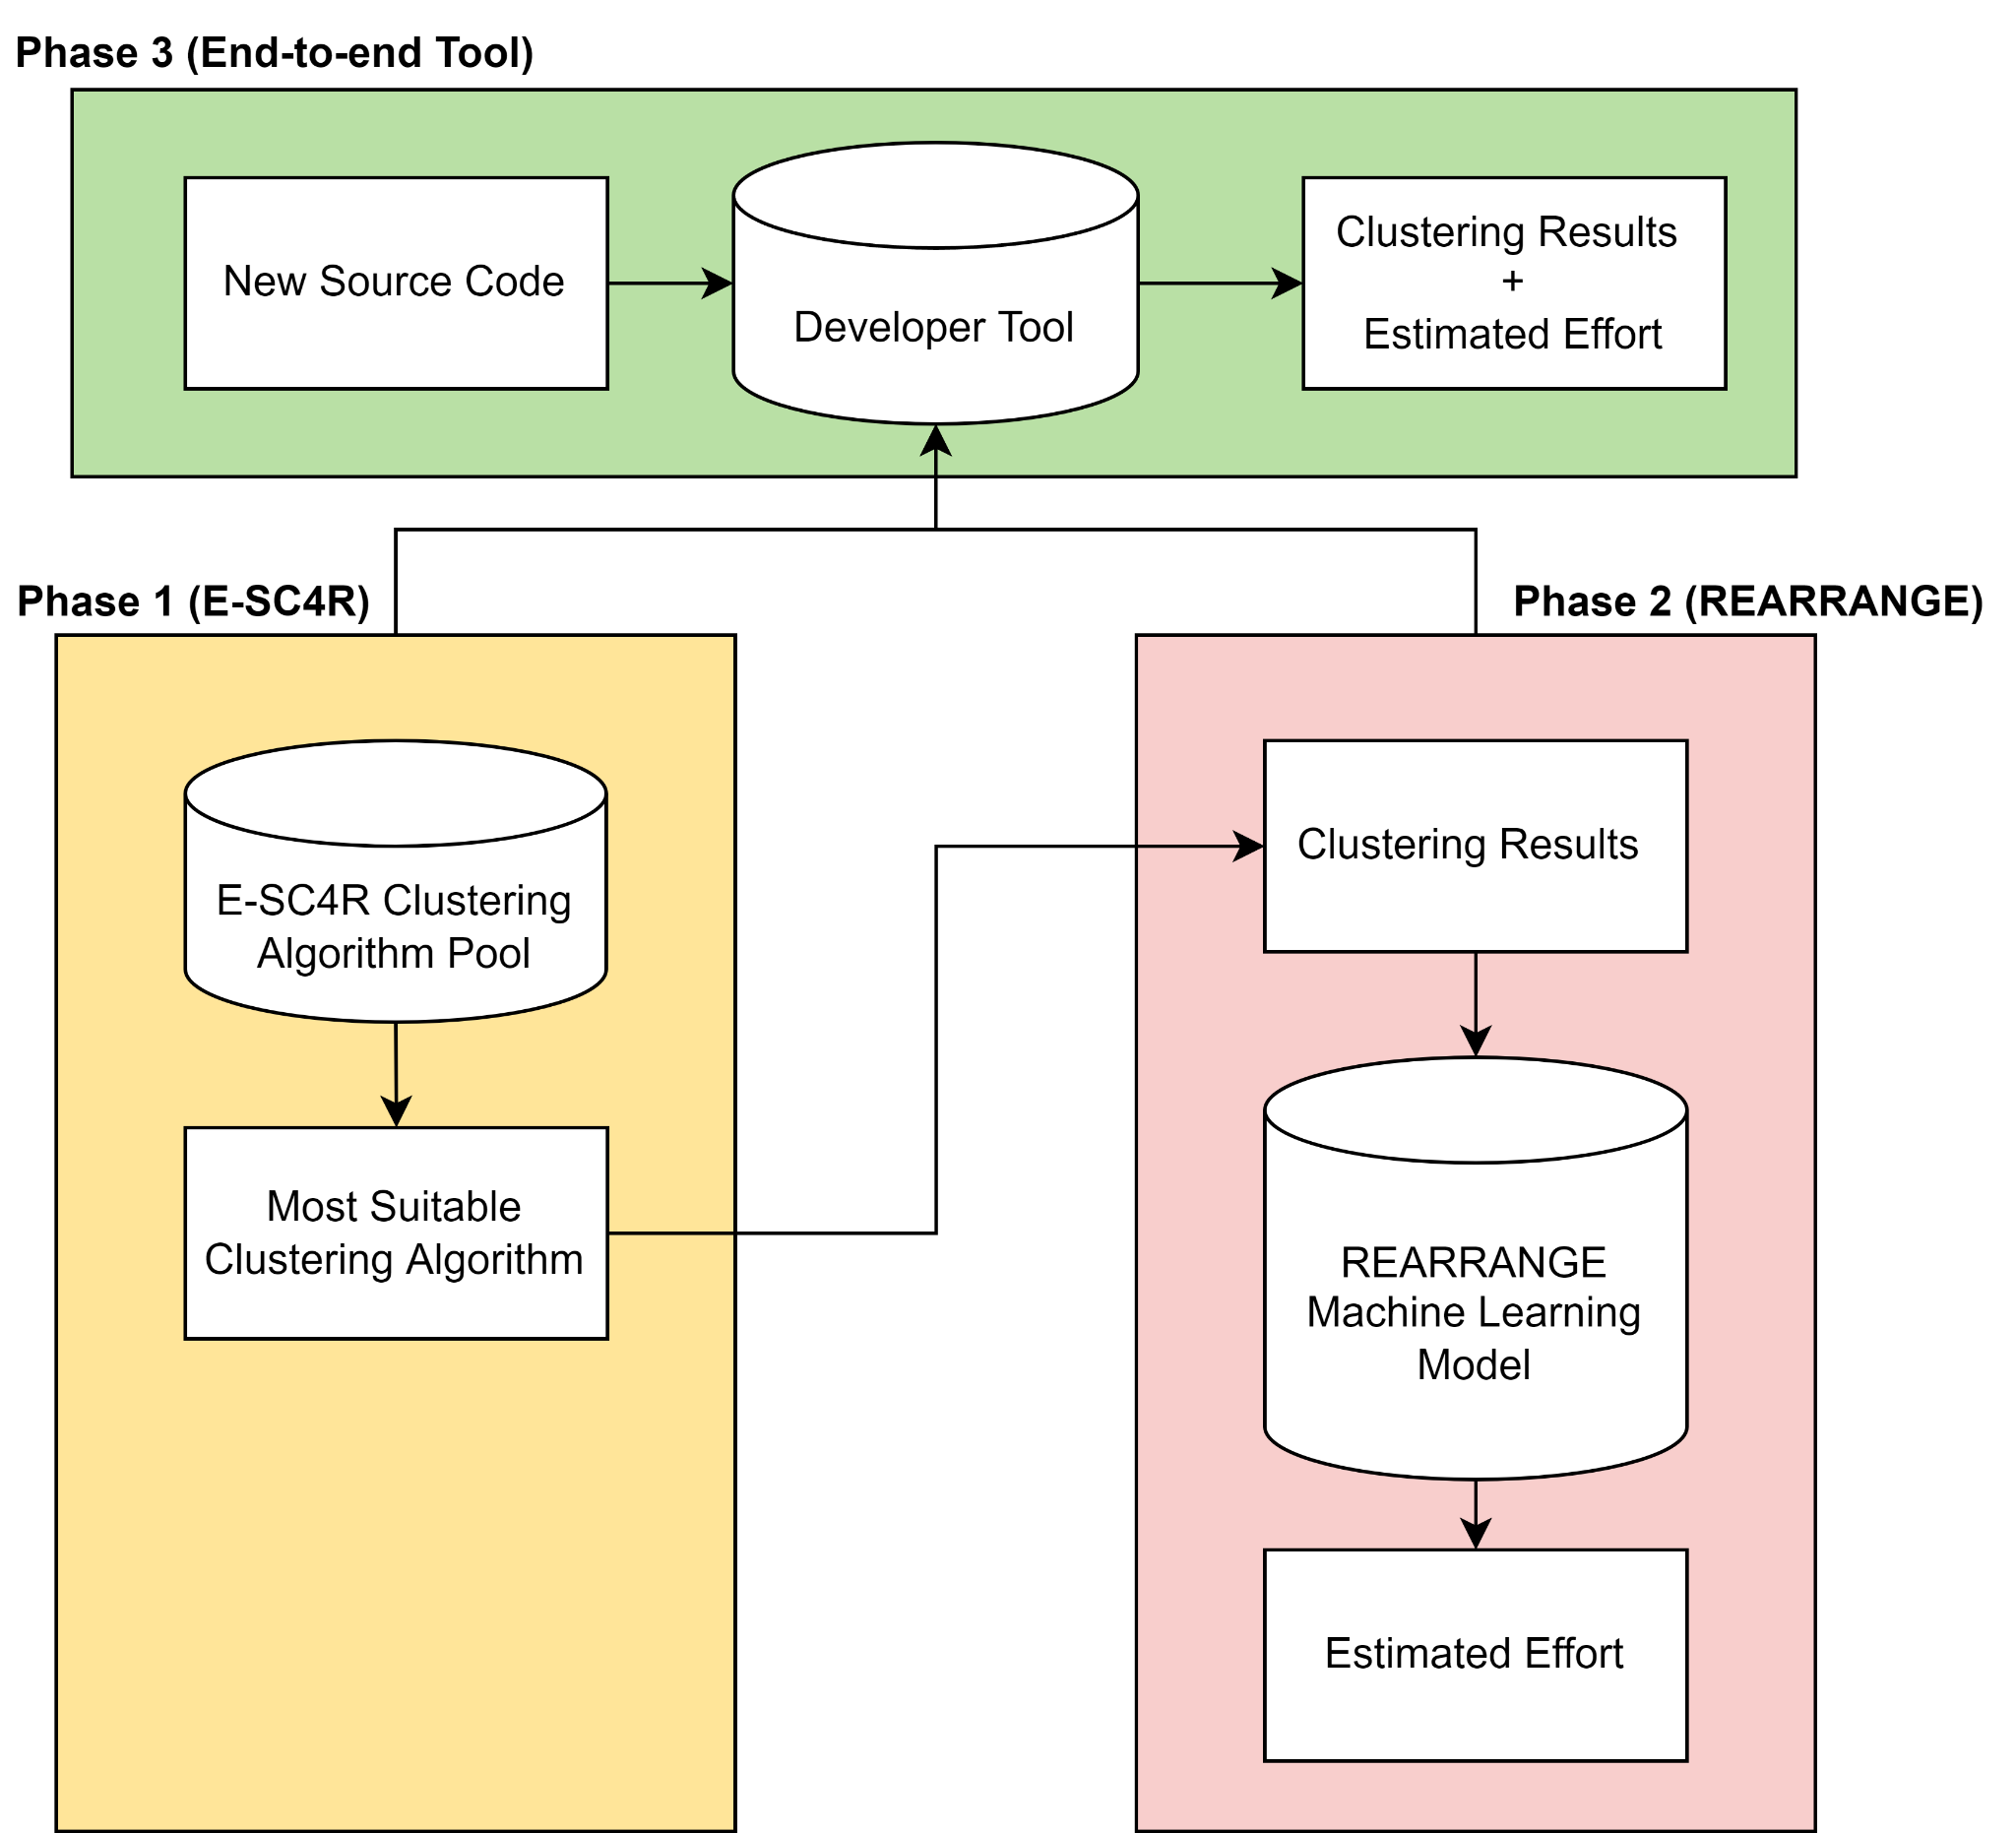 Phase 3 (End-to-end Tool)
New Source Code
Developer Tool
Clustering Results
+
Estimated Effort
Phase 1 (E-SC4R)
E-SC4R Clustering
Algorithm Pool
Most Suitable
Clustering Algorithm
Phase 2 (REARRANGE)
Clustering Results
REARRANGE
Machine Learning
Model
Estimated Effort